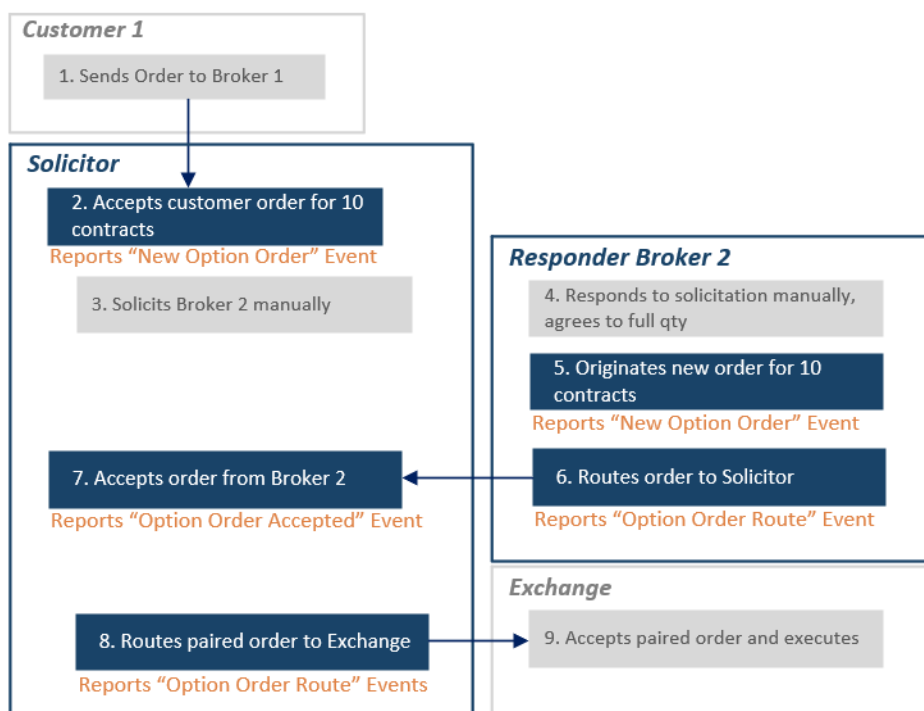 Customer 1
1. Sends Order to Broker 1
Solicitor
2. Accepts customer order for 10
contracts
Reports “New Option Order” Event
3. Solicits Broker 2 manually
Responder Broker 2
4. Responds to solicitation manually,
agrees to full qty
5. Originates new order for 10
contracts
Reports “New Option Order” Event
6. Routes order to Solicitor
Reports “Option Order Route” Event
7. Accepts order from Broker 2
Reports “Option Order Accepted” Event
8. Routes paired order to Exchange
Reports “Option Order Route” Events
Exchange
9. Accepts paired order and executes